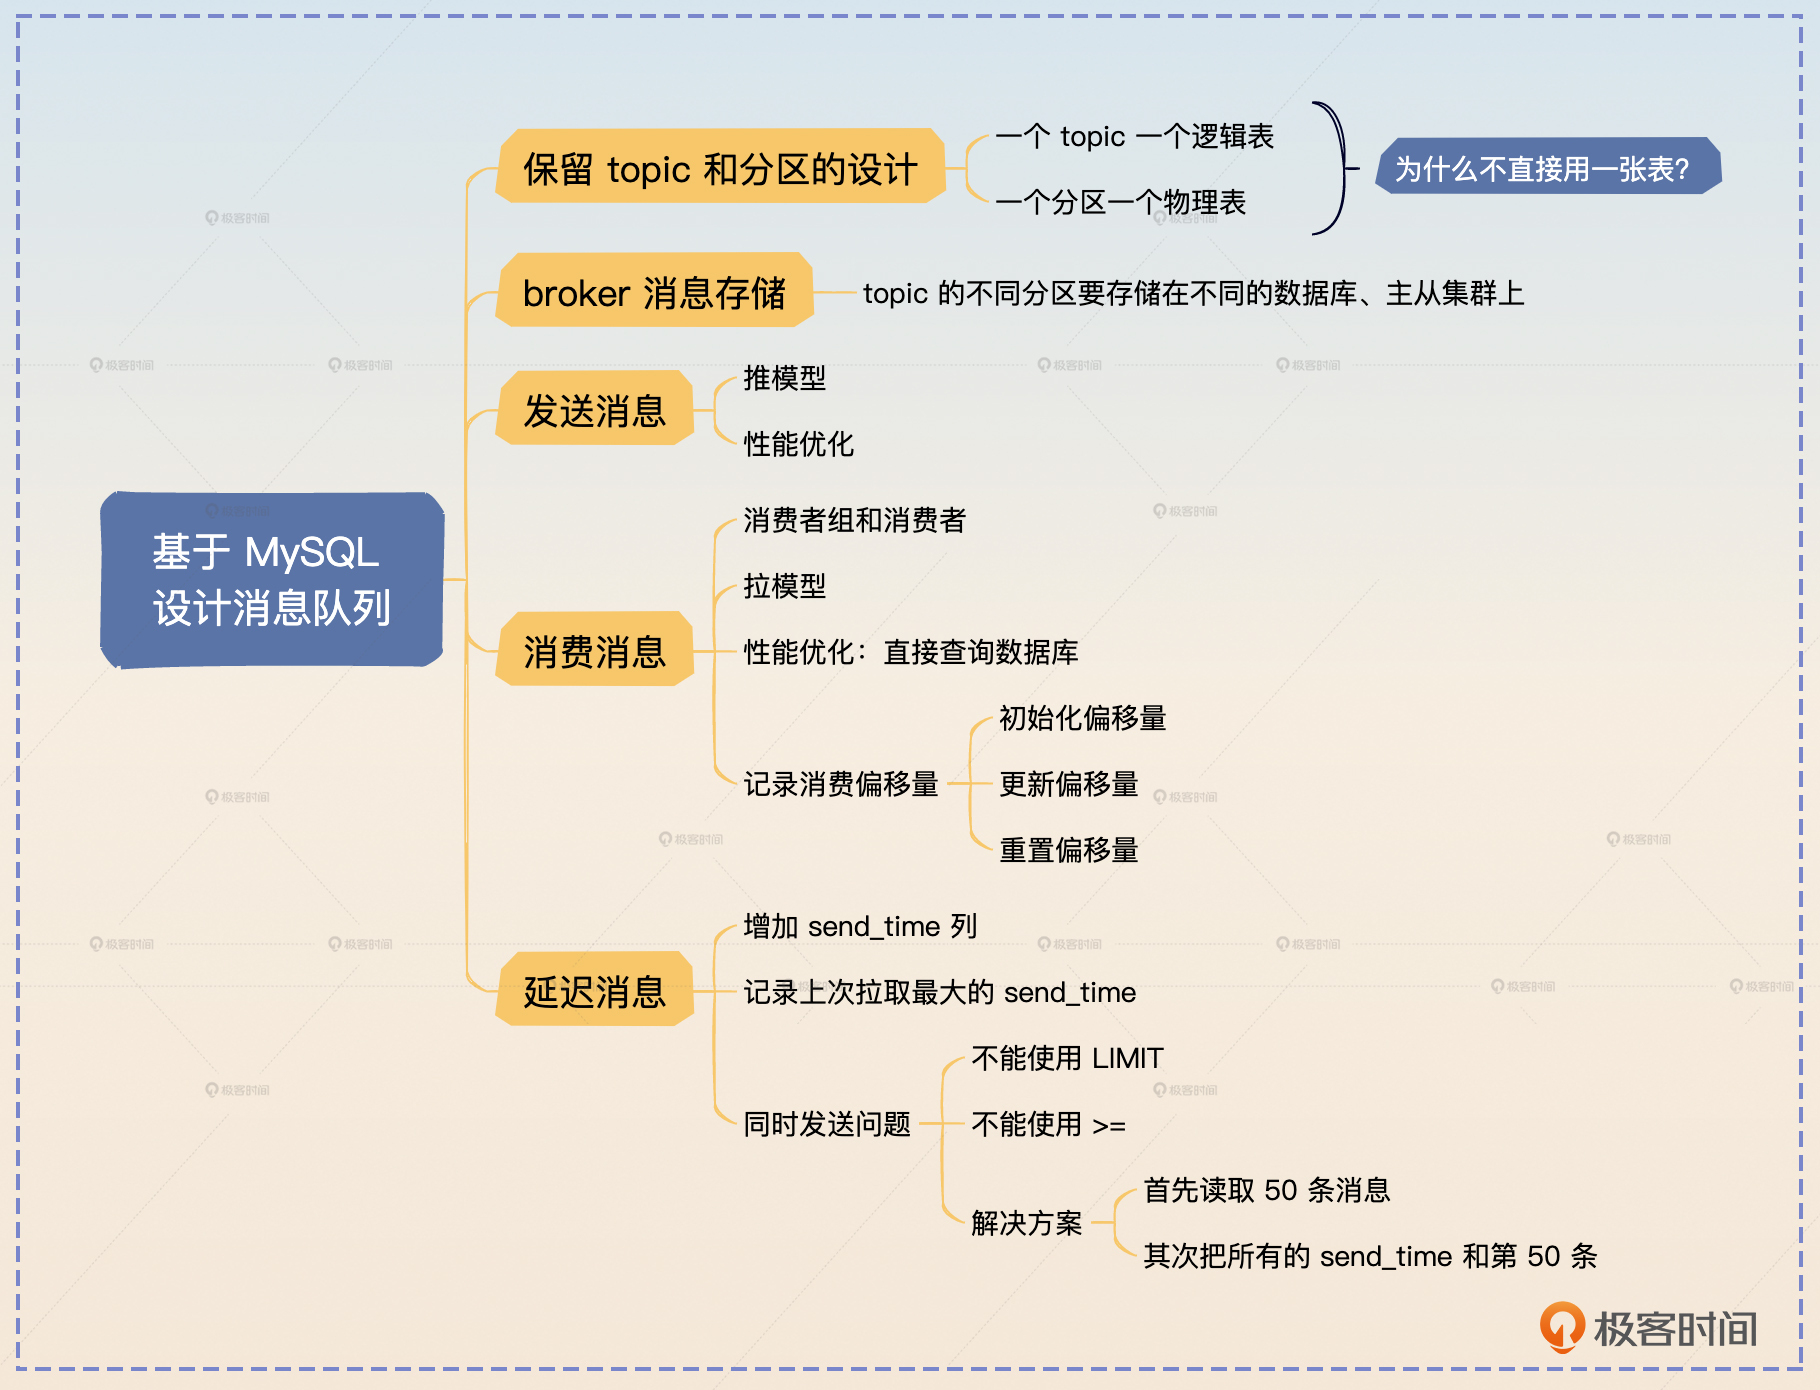 基于 MySQL
设计消息队列
保留 topic 和分区的设计
一个 topic 一个逻辑表
一个分区一个物理表
为什么不直接用一张表？
broker 消息存储
topic 的不同分区要存储在不同的数据库、主从集群上
发送消息
推模型
性能优化
消费消息
消费者组和消费者
拉模型
性能优化：直接查询数据库
记录消费偏移量
初始化偏移量
更新偏移量
重置偏移量
延迟消息
增加 send_time 列
记录上次拉取最大的 send_time
同时发送问题
不能使用 LIMIT
不能使用 >=
解决方案
首先读取 50 条消息
其次把所有的 send_time 和第 50 条
极客时间